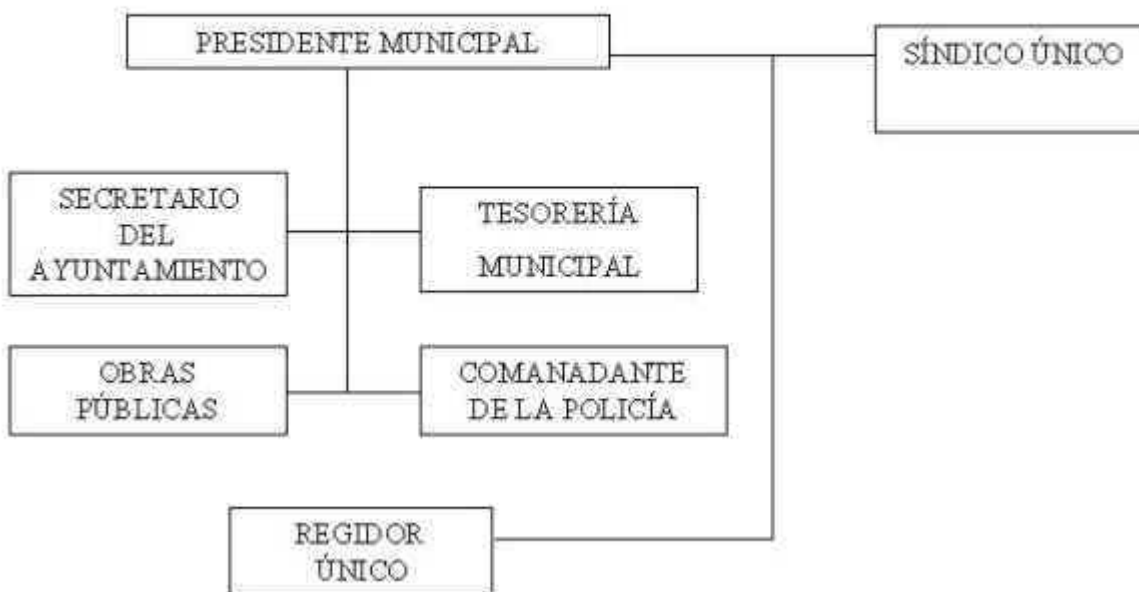 PRESIDENTE MUNICIPAL
SÍNDICO ÚNICO
SECRETARIO
DEL
AYUNTAMIENTO
TESORERÍA
MUNICIPAL
OBRAS
PÚBLICAS
COMANADANTE
DE LA POLICÍA
REGIDOR
ÚNICO